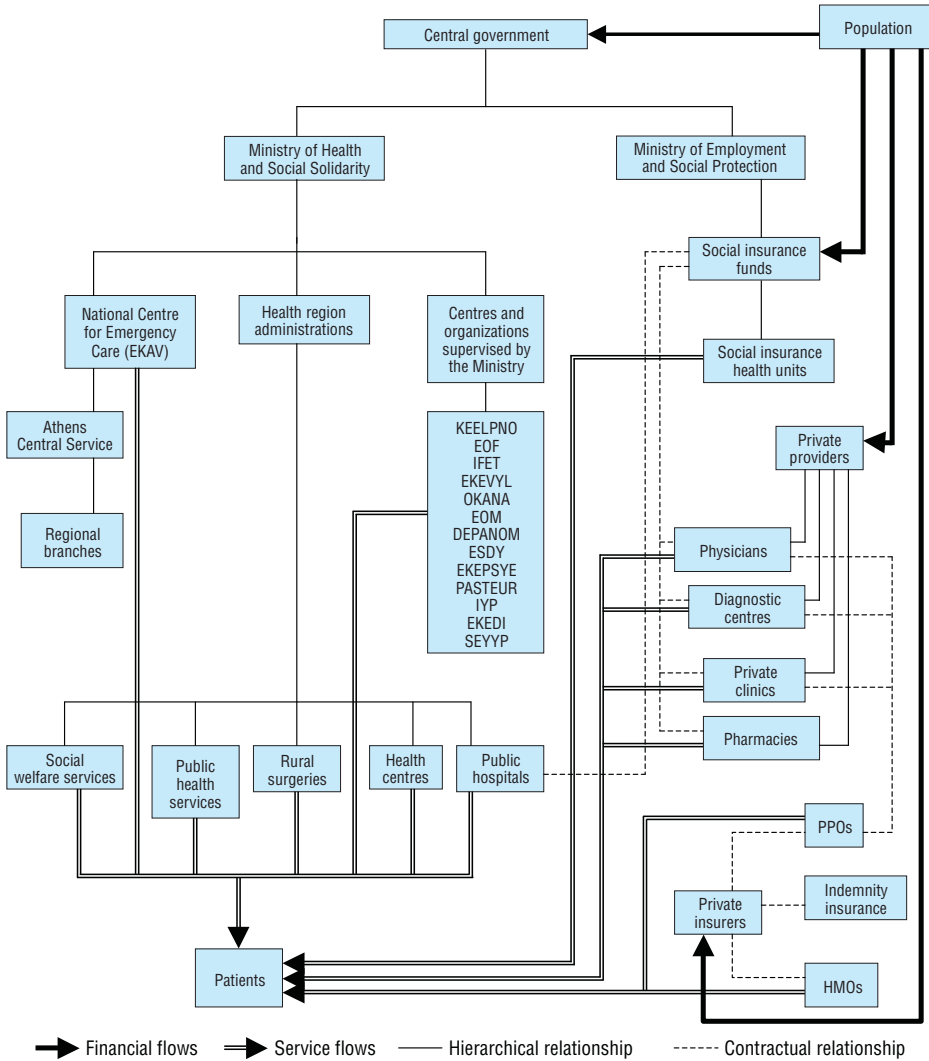 Central government
Population
Ministry of Health
and Social Solidarity
Ministry of Employment
and Social Protection
Social insurance
funds
National Centre
for Emergency
Care (EKAV)
Health region
administrations
Centres and
organizations
supervised by
the Ministry
Social insurance
health units
Athens
Central Service
KEELPNO
EOF
IFET
EKEVYL
OKANA
EOM
DEPANOM
ESDY
EKEPSYE
PASTEUR
IYP
EKEDI
SEYYP
Private
providers
Regional
branches
Physicians
Diagnostic
centres
Private
clinics
Pharmacies
Social
welfare services
Public
health
services
Rural
surgeries
Health
centres
Public
hospitals
PPOs
Private
insurers
Indemnity
insurance
HMOs
Patients
Financial flows
Service flows
Hierarchical relationship
Contractual relationship